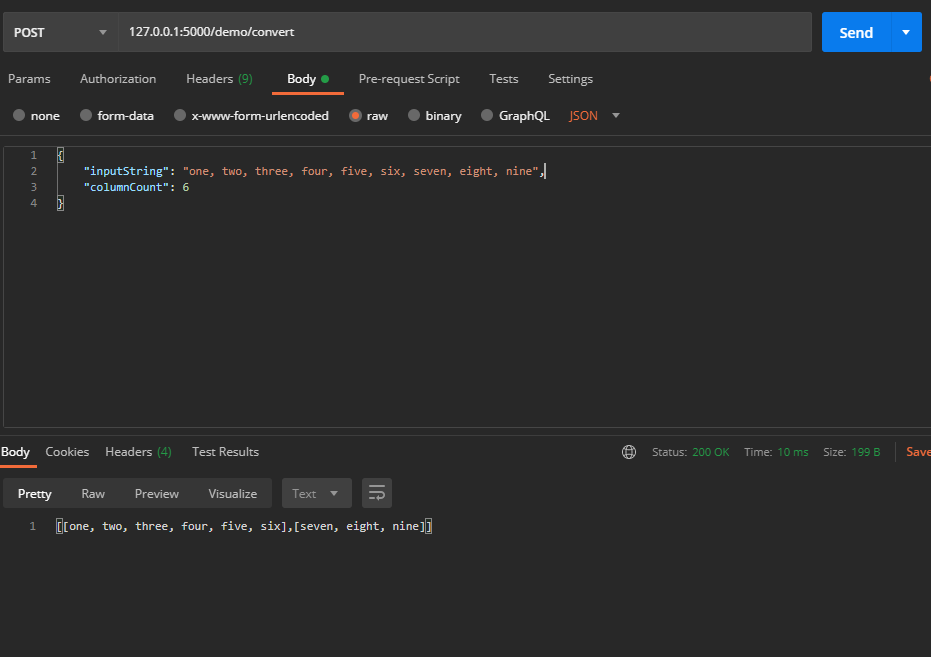 POST 127.0.0.1:5000/demo/convert Send
Params Authorization Headers (9) Body Pre-request Script Tests Settings
none form-data x-www-form-urlencoded raw binary GraphQL JSON
1 {
2 "inputString": "one, two, three, four, five, six, seven, eight, nine",
3 "columnCount": 6
4 }
Body Cookies Headers (4) Test Results Status: 200 OK Time: 10 ms Size: 199 B Save
Pretty Raw Preview Visualize Text
1 [[one, two, three, four, five, six],[seven, eight, nine]]